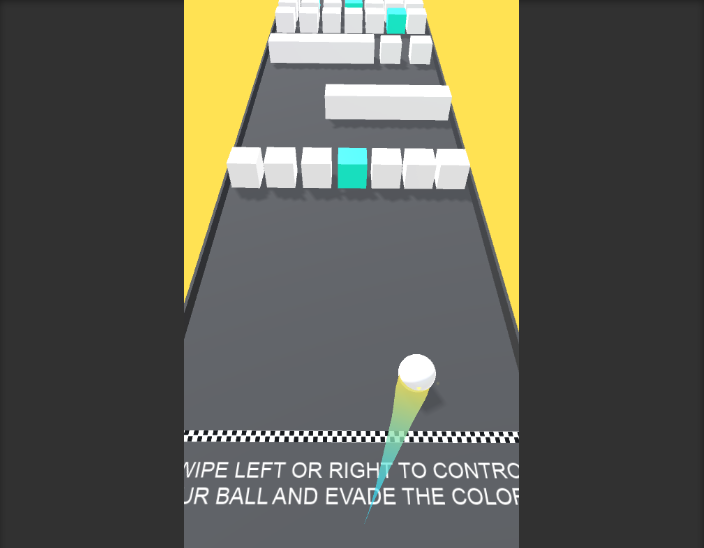 WIPE LEFT OR RIGHT TO CONTRO
UR BALL AND EVADE THE COLOR